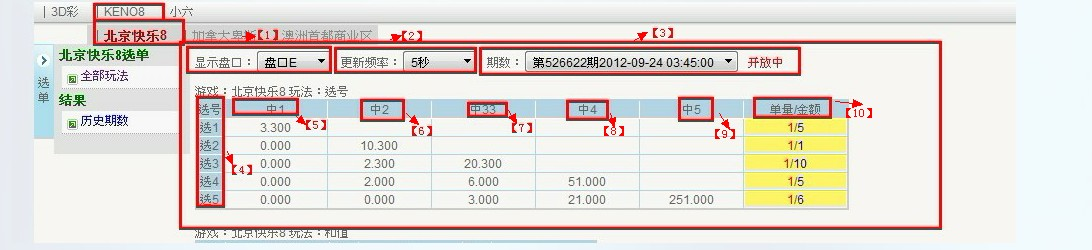 3D彩 | KENO8 | 小六
北京快乐8 加拿大卑 【1】 澳洲首都商业区 【2】 【3】
选单
北京快乐8选单
全部玩法
结果
历史期数
显示盘口: 盘口E 更新频率: 5秒 期数: 第526622期2012-09-24 03:45:00 开放中
游戏: 北京快乐8 玩法: 选号
选号 中1 中2 中33 中4 中5 单量/金额
【5】 【6】 【7】 【8】 【9】 【10】
选1 3.300 1/5
选2 0.000 10.300 1/1
选3 0.000 2.300 20.300 1/10
【4】
选4 0.000 2.000 6.000 51.000 1/5
选5 0.000 0.000 3.000 21.000 251.000 1/6
游戏: 北京快乐8 玩法: 和值